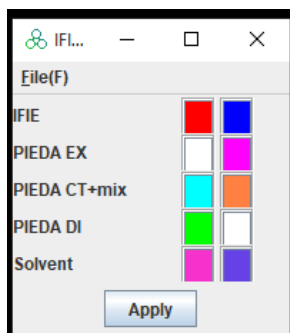 IFI...
File(F)
IFIE
PIEDA EX
PIEDA CT+mix
PIEDA DI
Solvent
Apply